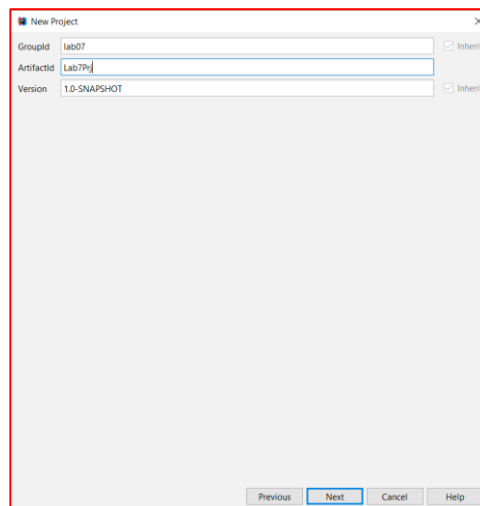 New Project
GroupId lab07 Inherit
ArtifactId Lab7Prj
Version 1.0-SNAPSHOT Inherit
Previous Next Cancel Help